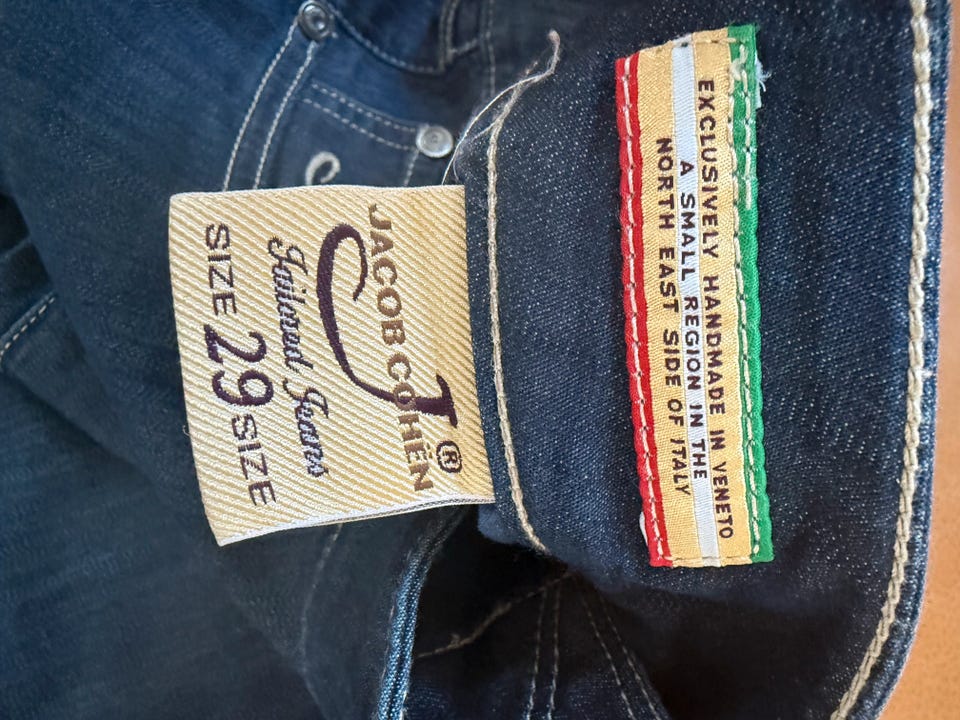 EXCLUSIVELY HANDMADE IN VENETO
A SMALL REGION IN THE
NORTH EAST SIDE OF ITALY
J®
JACOB COHËN
Tailored Jeans
SIZE 29 SIZE